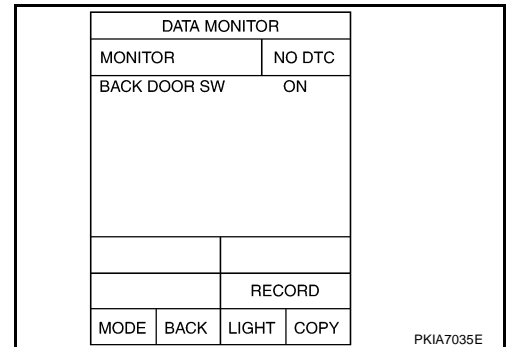 DATA MONITOR
MONITOR NO DTC
BACK DOOR SW ON
RECORD
MODE BACK LIGHT COPY
PKIA7035E